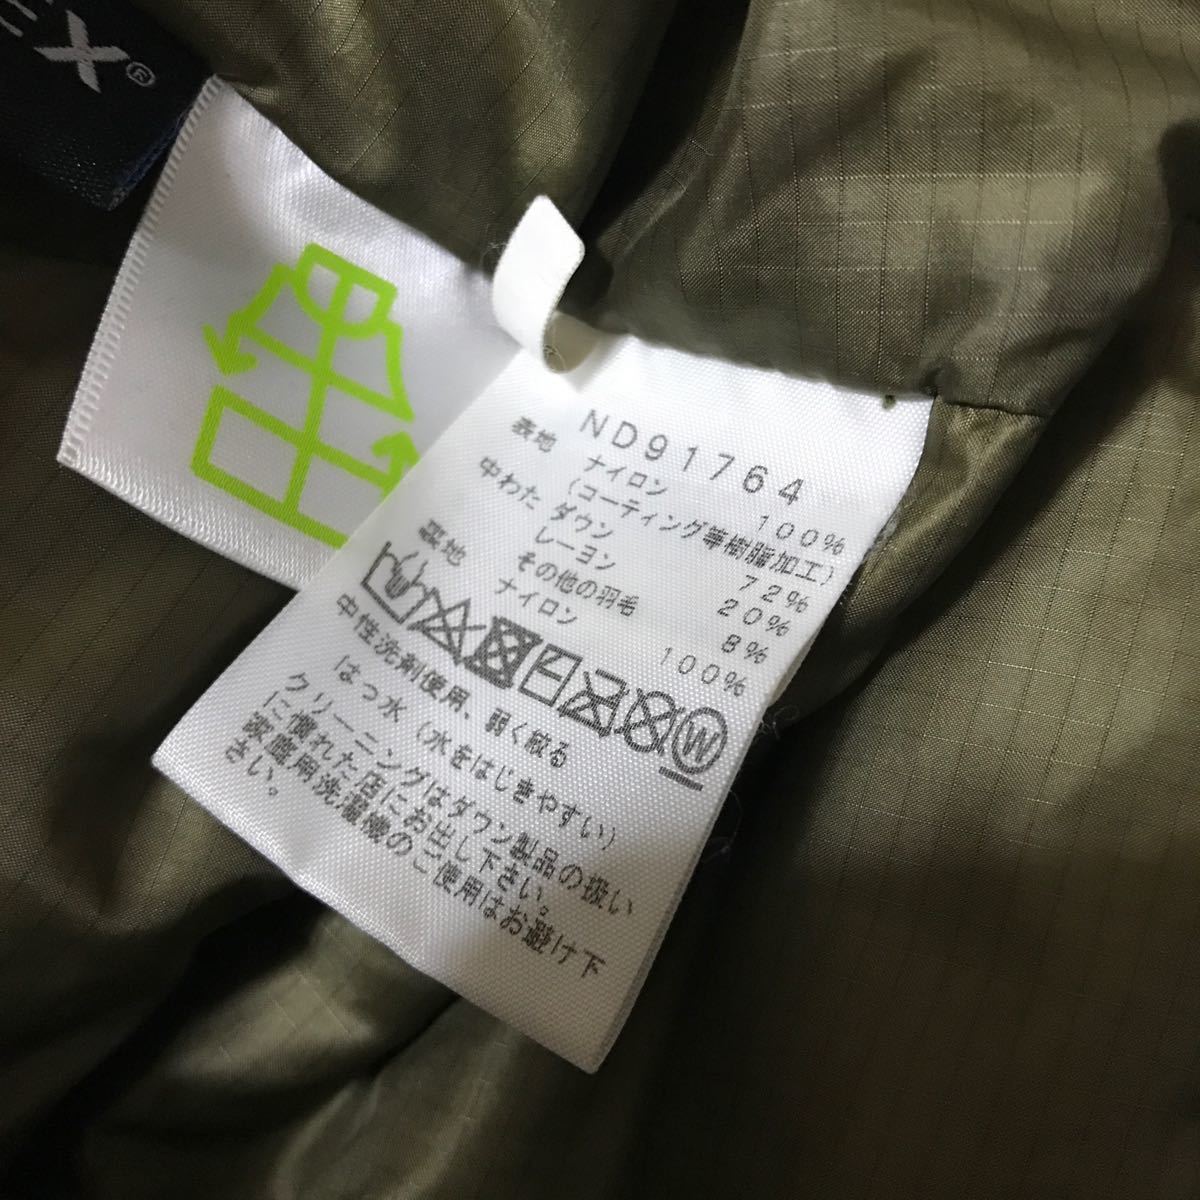 EX®
ND91764
表地 ナイロン 100%
(コーティング等樹脂加工)
中わた ダウン 72%
レーヨン 20%
その他の羽毛 8%
裏地 ナイロン 100%
W
中性洗剤使用、弱く絞る
はっ水(水をはじきやすい)
クリーニングはダウン製品の扱い
に慣れた店にお出し下さい。
家庭用洗濯機のご使用はお避け下
さい。